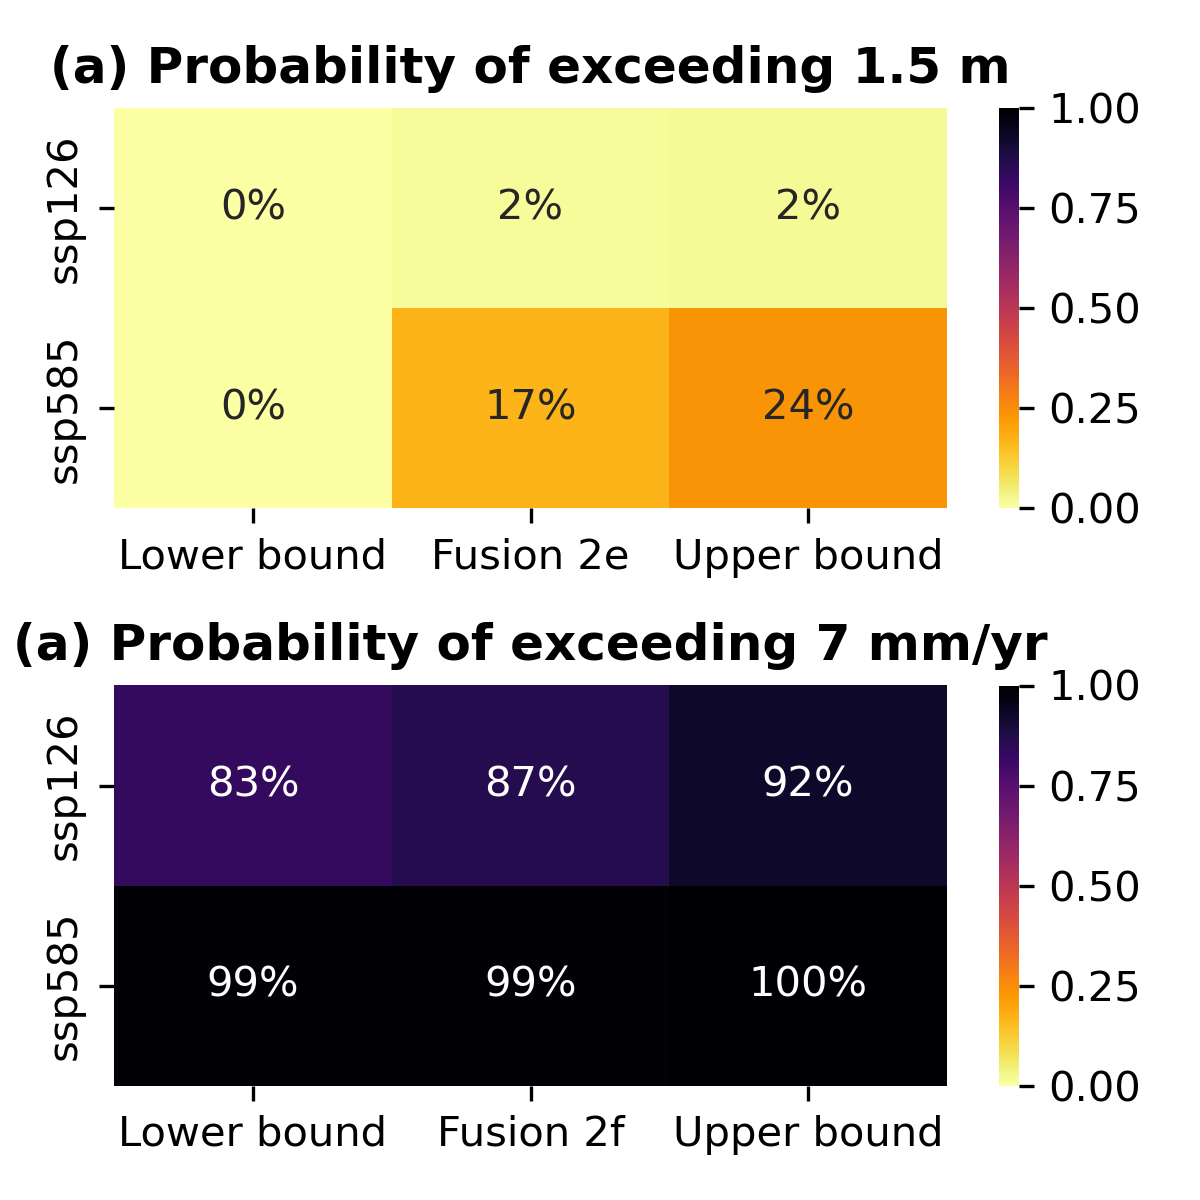 (a) Probability of exceeding 1.5 m
ssp126
0%
2%
2%
ssp585
0%
17%
24%
Lower bound
Fusion 2e
Upper bound
1.00
0.75
0.50
0.25
0.00
(a) Probability of exceeding 7 mm/yr
ssp126
83%
87%
92%
ssp585
99%
99%
100%
Lower bound
Fusion 2f
Upper bound
1.00
0.75
0.50
0.25
0.00